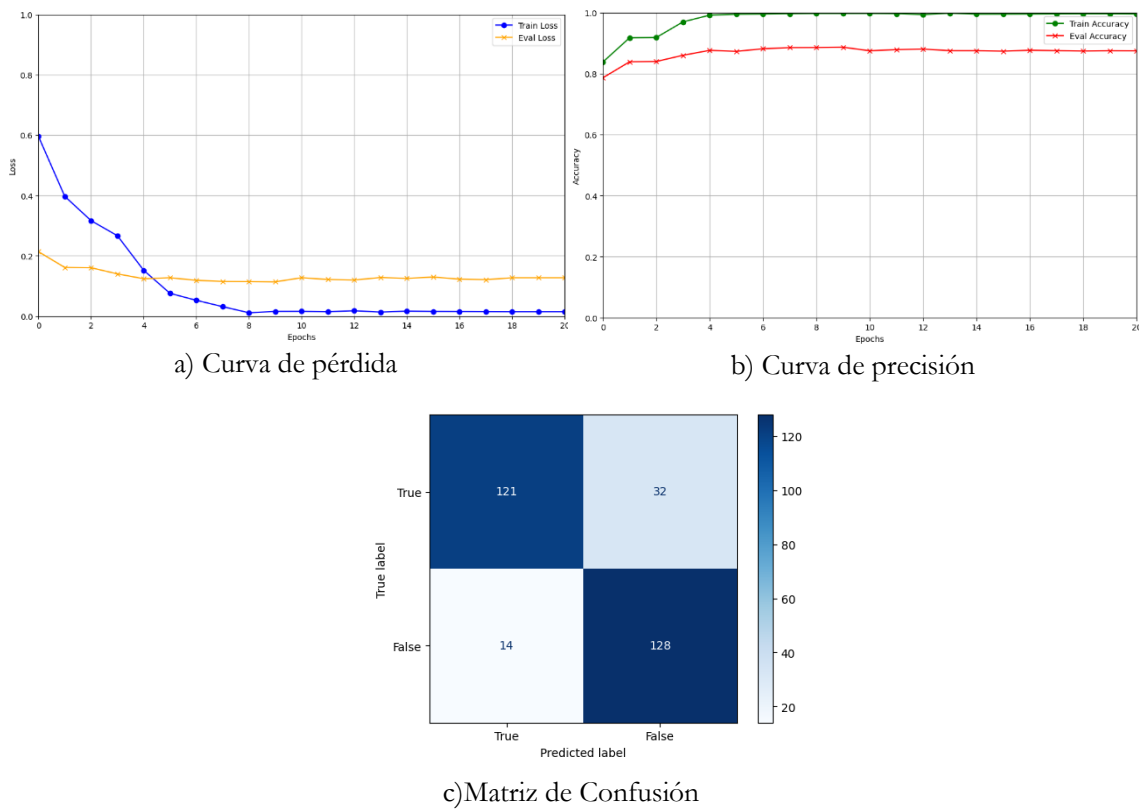 1.0
0.8
0.6
0.4
0.2
0.0
Loss
0 2 4 6 8 10 12 14 16 18 20
Epochs
Train Loss
Eval Loss
a) Curva de pérdida
1.0
0.8
0.6
0.4
0.2
0.0
Accuracy
0 2 4 6 8 10 12 14 16 18 20
Epochs
Train Accuracy
Eval Accuracy
b) Curva de precisión
True label
True
121 32
False
14 128
True False
Predicted label
120
100
80
60
40
20
c)Matriz de Confusión